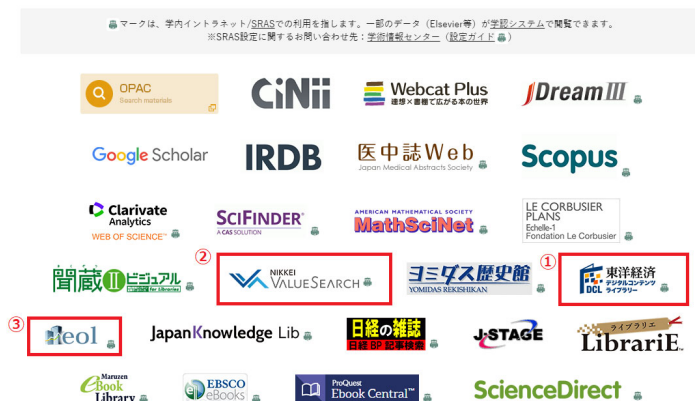 マークは、学内イントラネット/SRASでの利用を指します。一部のデータ（Elsevier等）が学認システムで閲覧できます。
※SRAS設定に関するお問い合わせ先：学術情報センター（設定ガイド ）
OPAC
Search materials
CiNii
Webcat Plus
連想×書棚で広がる本の世界
JDreamⅢ
Google Scholar
IRDB
医中誌Web
Japan Medical Abstracts Society
Scopus
Clarivate
Analytics
WEB OF SCIENCE™
SCIFINDER®
A CAS SOLUTION
AMERICAN MATHEMATICAL SOCIETY
MathSciNet
LE CORBUSIER
PLANS
Echelle-1
Fondation Le Corbusier
聞蔵Ⅱビジュアル
for Libraries
②
NIKKEI
VALUESEARCH
ヨミダス歴史館
YOMIDAS REKISHIKAN
①
東洋経済
DCL デジタルコンテンツ
ライブラリー
③
eol
JapanKnowledge Lib
日経の雑誌
日経BP記事検索
J-STAGE
ライブラリエ
LibrariE™
Maruzen
eBook
Library
EBSCO
eBooks
ProQuest
Ebook Central™
ScienceDirect